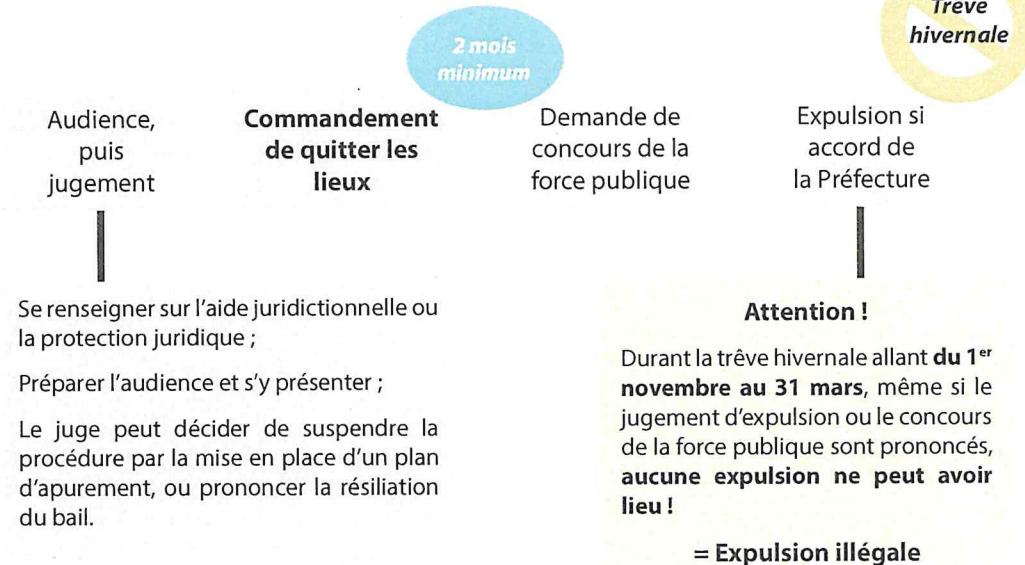 Trêve
hivernale
2 mois
minimum
Audience,
puis
jugement
Commandement
de quitter les
lieux
Demande de
concours de la
force publique
Expulsion si
accord de
la Préfecture
Se renseigner sur l'aide juridictionnelle ou
la protection juridique ;
Préparer l'audience et s'y présenter ;
Le juge peut décider de suspendre la
procédure par la mise en place d'un plan
d'apurement, ou prononcer la résiliation
du bail.
Attention !
Durant la trêve hivernale allant du 1er
novembre au 31 mars, même si le
jugement d'expulsion ou le concours
de la force publique sont prononcés,
aucune expulsion ne peut avoir
lieu !
= Expulsion illégale